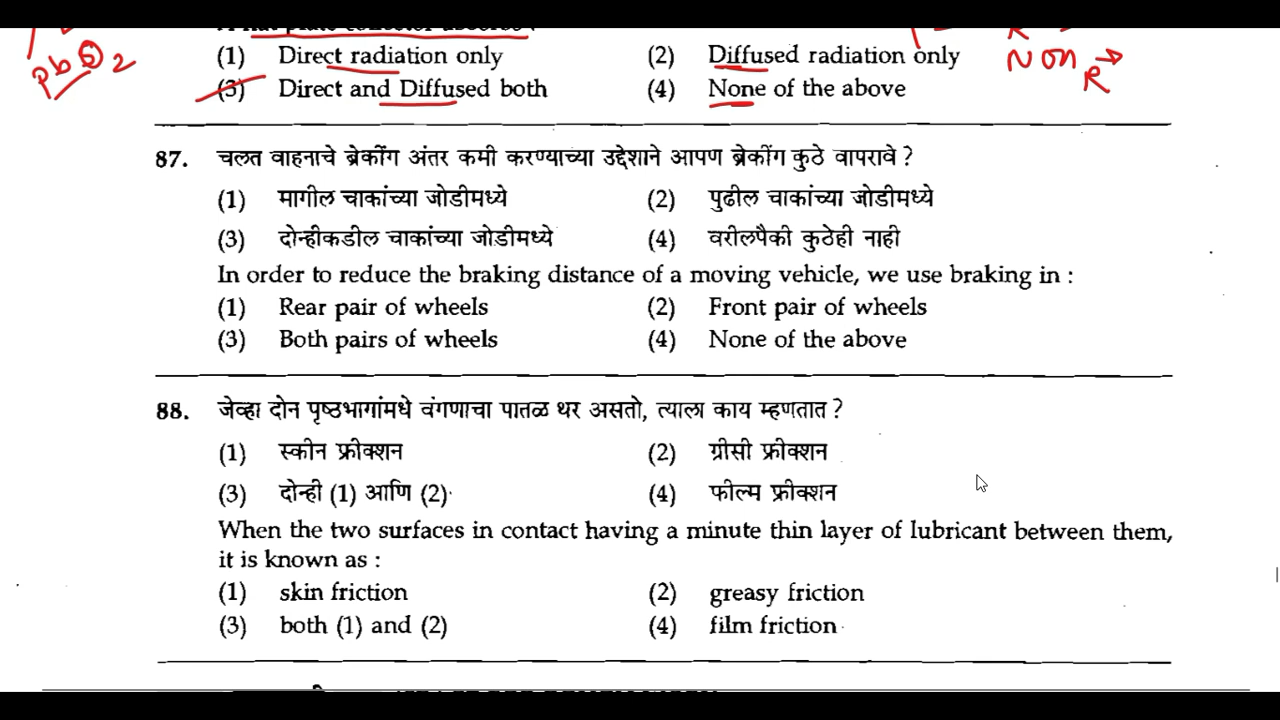 PbO2
(1) Direct radiation only (2) Diffused radiation only
Non R
(3) Direct and Diffused both (4) None of the above
87. चलत वाहनाचे ब्रेकींग अंतर कमी करण्याच्या उद्देशाने आपण ब्रेकींग कुठे वापरावे ?
(1) मागील चाकांच्या जोडीमध्ये (2) पुढील चाकांच्या जोडीमध्ये
(3) दोन्हीकडील चाकांच्या जोडीमध्ये (4) वरीलपैकी कुठेही नाही
In order to reduce the braking distance of a moving vehicle, we use braking in :
(1) Rear pair of wheels (2) Front pair of wheels
(3) Both pairs of wheels (4) None of the above
88. जेव्हा दोन पृष्ठभागांमधे वंगणाचा पातळ थर असतो, त्याला काय म्हणतात ?
(1) स्कीन फ्रीक्शन (2) ग्रीसी फ्रीक्शन
(3) दोन्ही (1) आणि (2) (4) फील्म फ्रीक्शन
When the two surfaces in contact having a minute thin layer of lubricant between them,
it is known as :
(1) skin friction (2) greasy friction
(3) both (1) and (2) (4) film friction